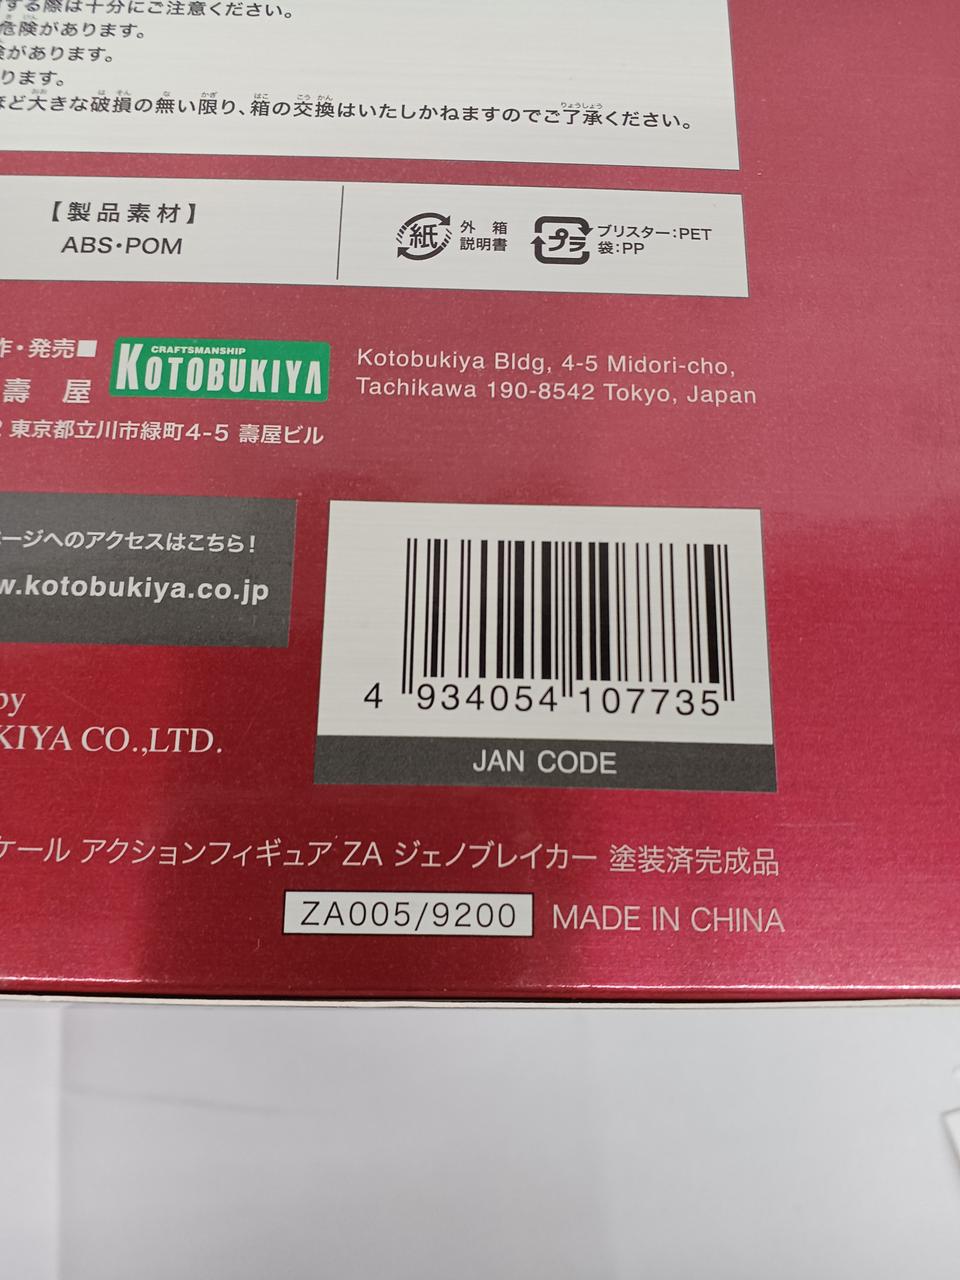 する際は十分にご注意ください。
危険があります。
険があります。
ります。
ほど大きな破損の無い限り、箱の交換はいたしかねますのでご了承ください。
【製品素材】
ABS・POM
紙 外箱
説明書
プラ ブリスター：PET
袋：PP
作・発売■
壽屋
CRAFTSMANSHIP
KOTOBUKIYA
Kotobukiya Bldg, 4-5 Midori-cho,
Tachikawa 190-8542 Tokyo, Japan
2 東京都立川市緑町4-5 壽屋ビル
ージへのアクセスはこちら！
w.kotobukiya.co.jp
by
KIYA CO.,LTD.
4 934054 107735
JAN CODE
ケール アクションフィギュア ZA ジェノブレイカー 塗装済完成品
ZA005/9200 MADE IN CHINA